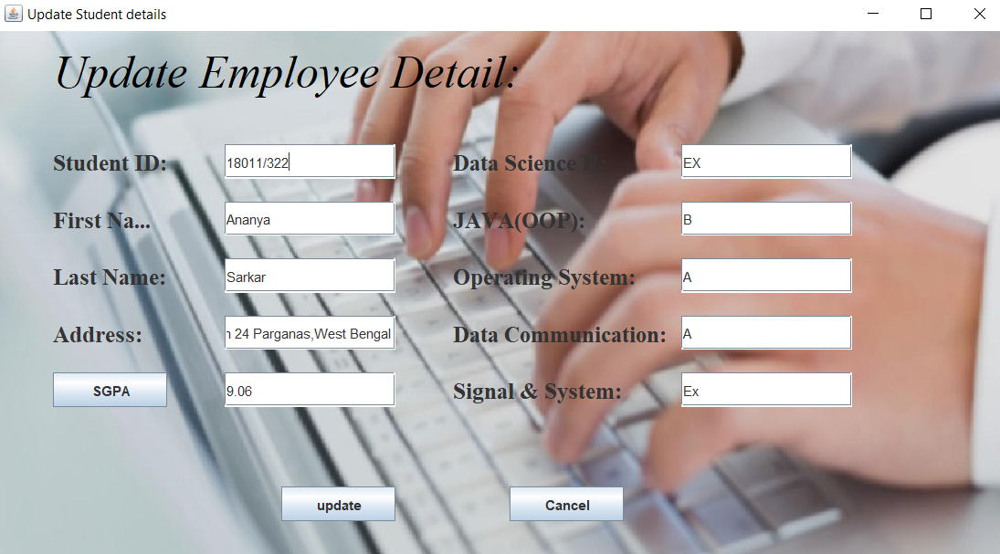 Update Student details
Update Employee Detail:
Student ID: 18011/322 Data Science EX
First Na... Ananya JAVA(OOP): B
Last Name: Sarkar Operating System: A
Address: 24 Parganas,West Bengal Data Communication: A
SGPA 9.06 Signal & System: Ex
update Cancel